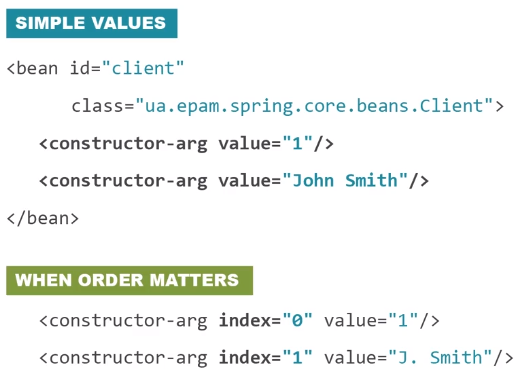 SIMPLE VALUES
<bean id="client"
class="ua.epam.spring.core.beans.Client">
<constructor-arg value="1"/>
<constructor-arg value="John Smith"/>
</bean>
WHEN ORDER MATTERS
<constructor-arg index="0" value="1"/>
<constructor-arg index="1" value="J. Smith"/>